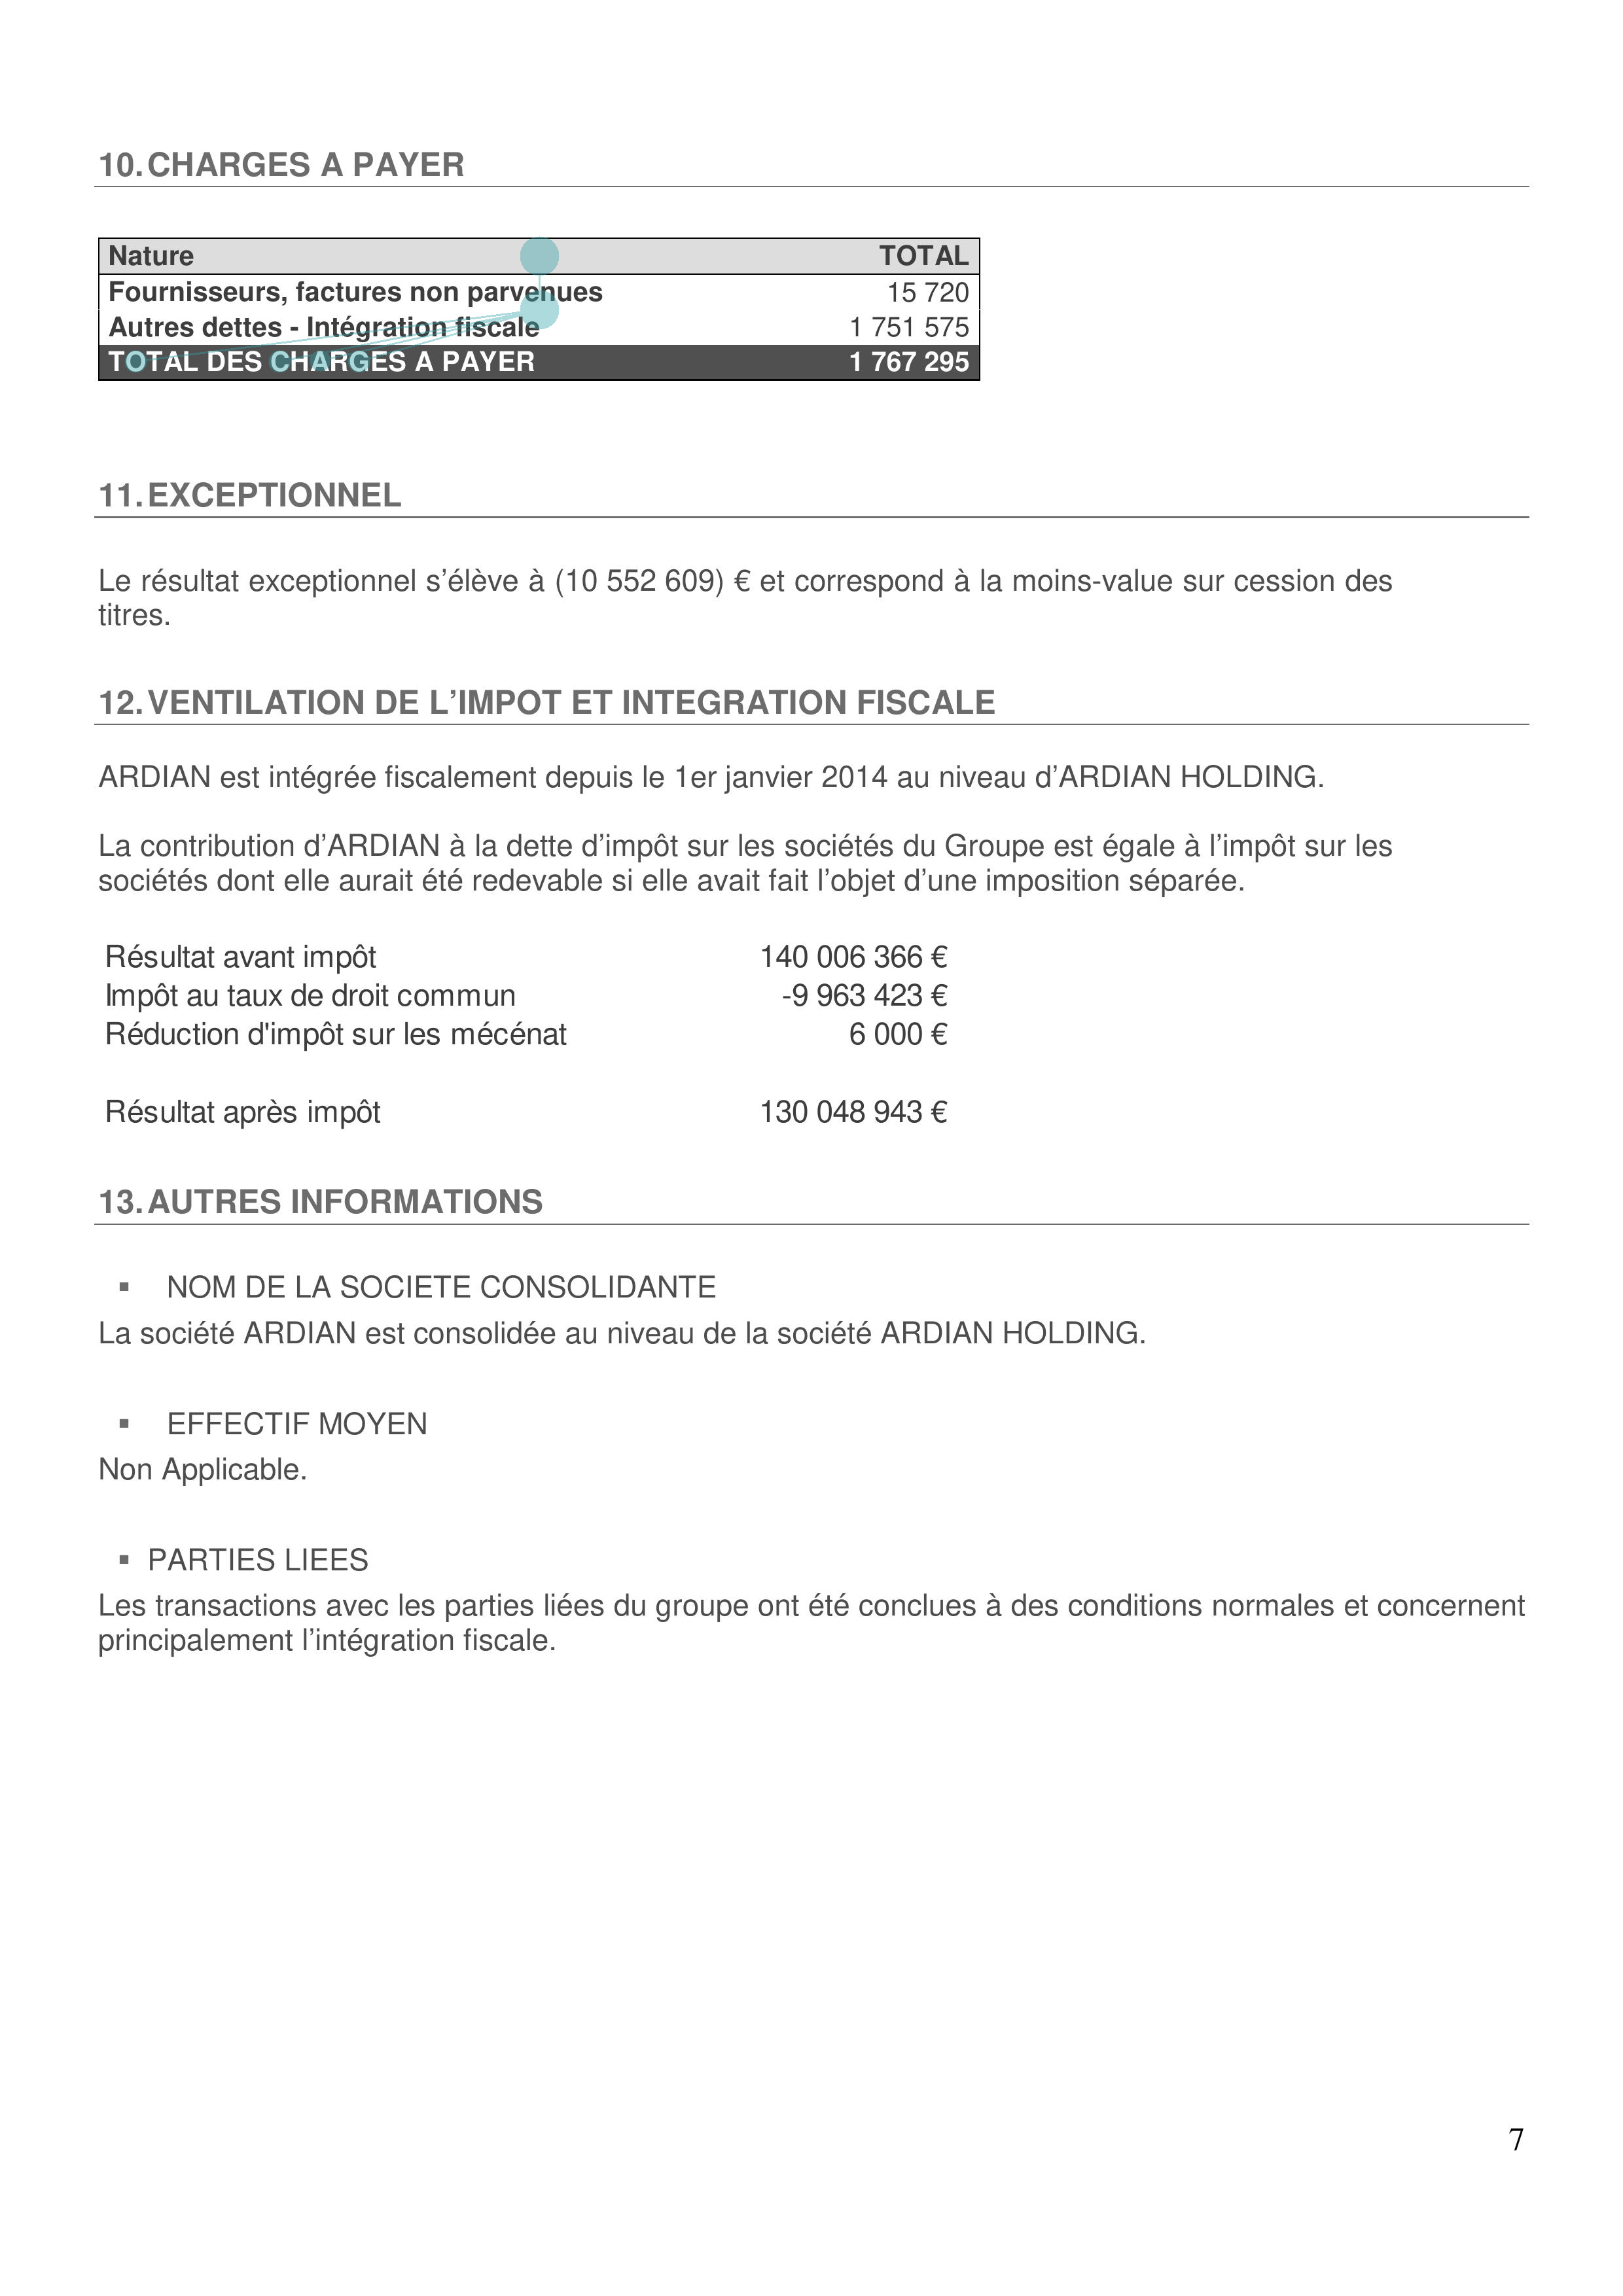 10. CHARGES A PAYER
Nature TOTAL
Fournisseurs, factures non parvenues 15 720
Autres dettes - Intégration fiscale 1 751 575
TOTAL DES CHARGES A PAYER 1 767 295
11. EXCEPTIONNEL
Le résultat exceptionnel s’élève à (10 552 609) € et correspond à la moins-value sur cession des
titres.
12. VENTILATION DE L’IMPOT ET INTEGRATION FISCALE
ARDIAN est intégrée fiscalement depuis le 1er janvier 2014 au niveau d’ARDIAN HOLDING.
La contribution d’ARDIAN à la dette d’impôt sur les sociétés du Groupe est égale à l’impôt sur les
sociétés dont elle aurait été redevable si elle avait fait l’objet d’une imposition séparée.
Résultat avant impôt 140 006 366 €
Impôt au taux de droit commun -9 963 423 €
Réduction d'impôt sur les mécénat 6 000 €
Résultat après impôt 130 048 943 €
13. AUTRES INFORMATIONS
▪ NOM DE LA SOCIETE CONSOLIDANTE
La société ARDIAN est consolidée au niveau de la société ARDIAN HOLDING.
▪ EFFECTIF MOYEN
Non Applicable.
▪ PARTIES LIEES
Les transactions avec les parties liées du groupe ont été conclues à des conditions normales et concernent
principalement l’intégration fiscale.
7